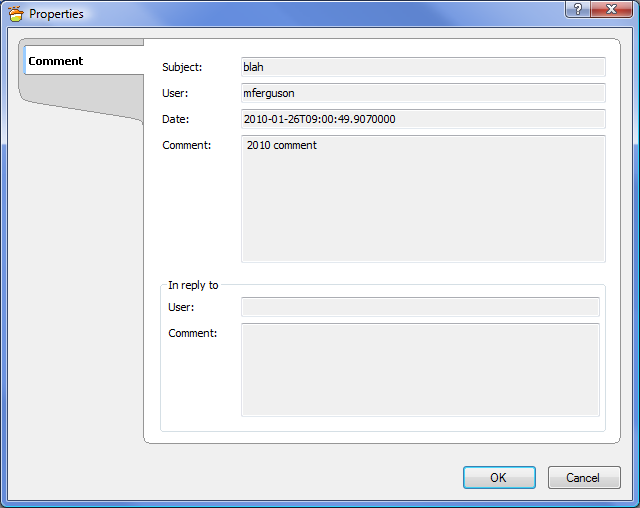 Properties
?
Comment
Subject: blah
User: mferguson
Date: 2010-01-26T09:00:49.9070000
Comment: 2010 comment
In reply to
User:
Comment:
OK Cancel